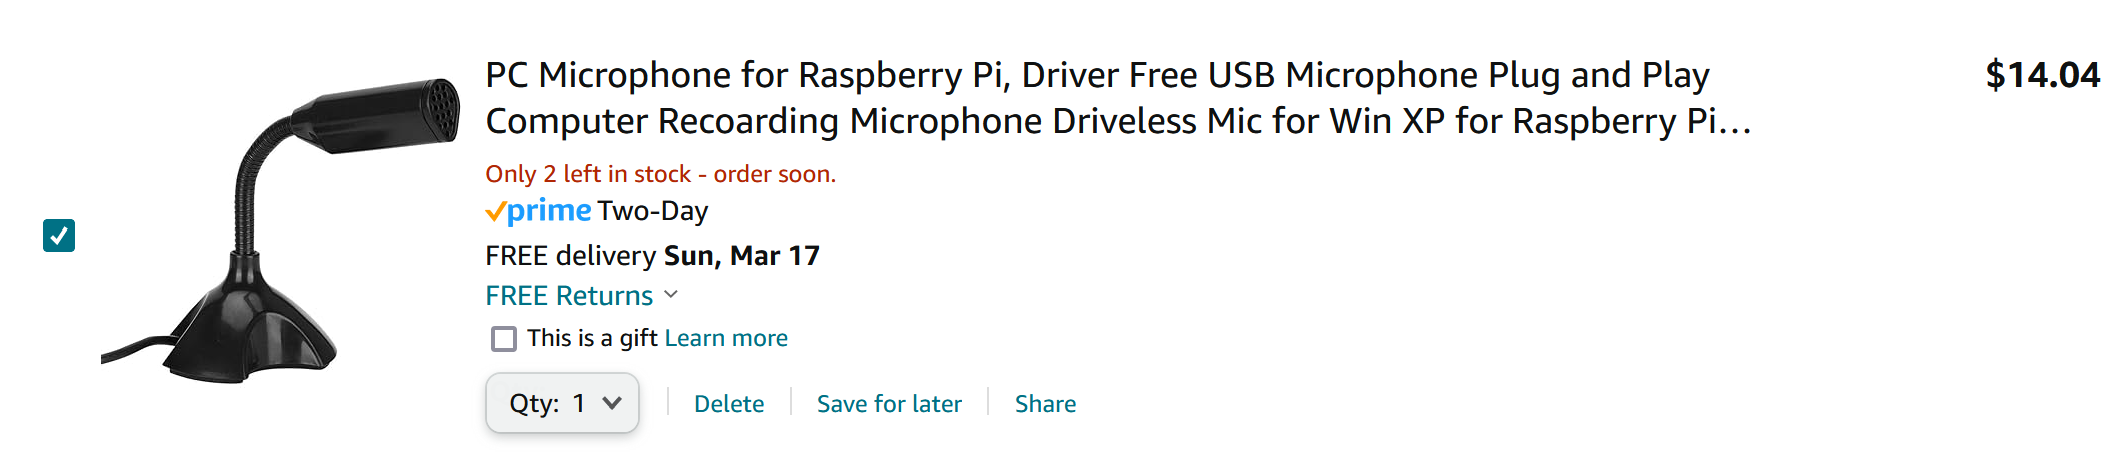 PC Microphone for Raspberry Pi, Driver Free USB Microphone Plug and Play
$14.04
Computer Recoarding Microphone Driveless Mic for Win XP for Raspberry Pi…
Only 2 left in stock - order soon.
prime Two-Day
FREE delivery Sun, Mar 17
FREE Returns
This is a gift Learn more
Qty: 1 Delete Save for later Share